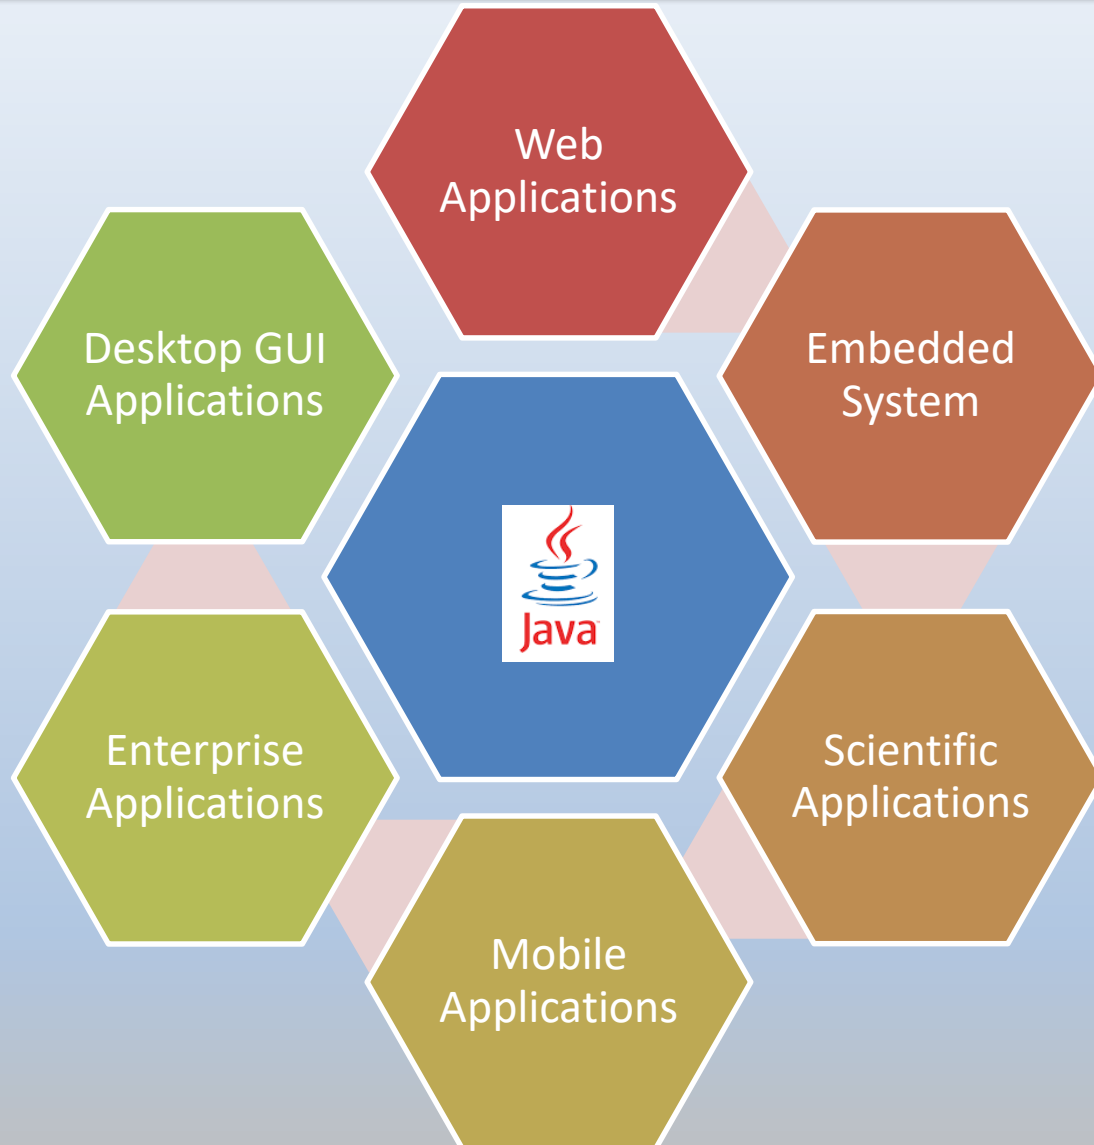 Web
Applications
Desktop GUI
Applications
Embedded
System
Java
Enterprise
Applications
Scientific
Applications
Mobile
Applications